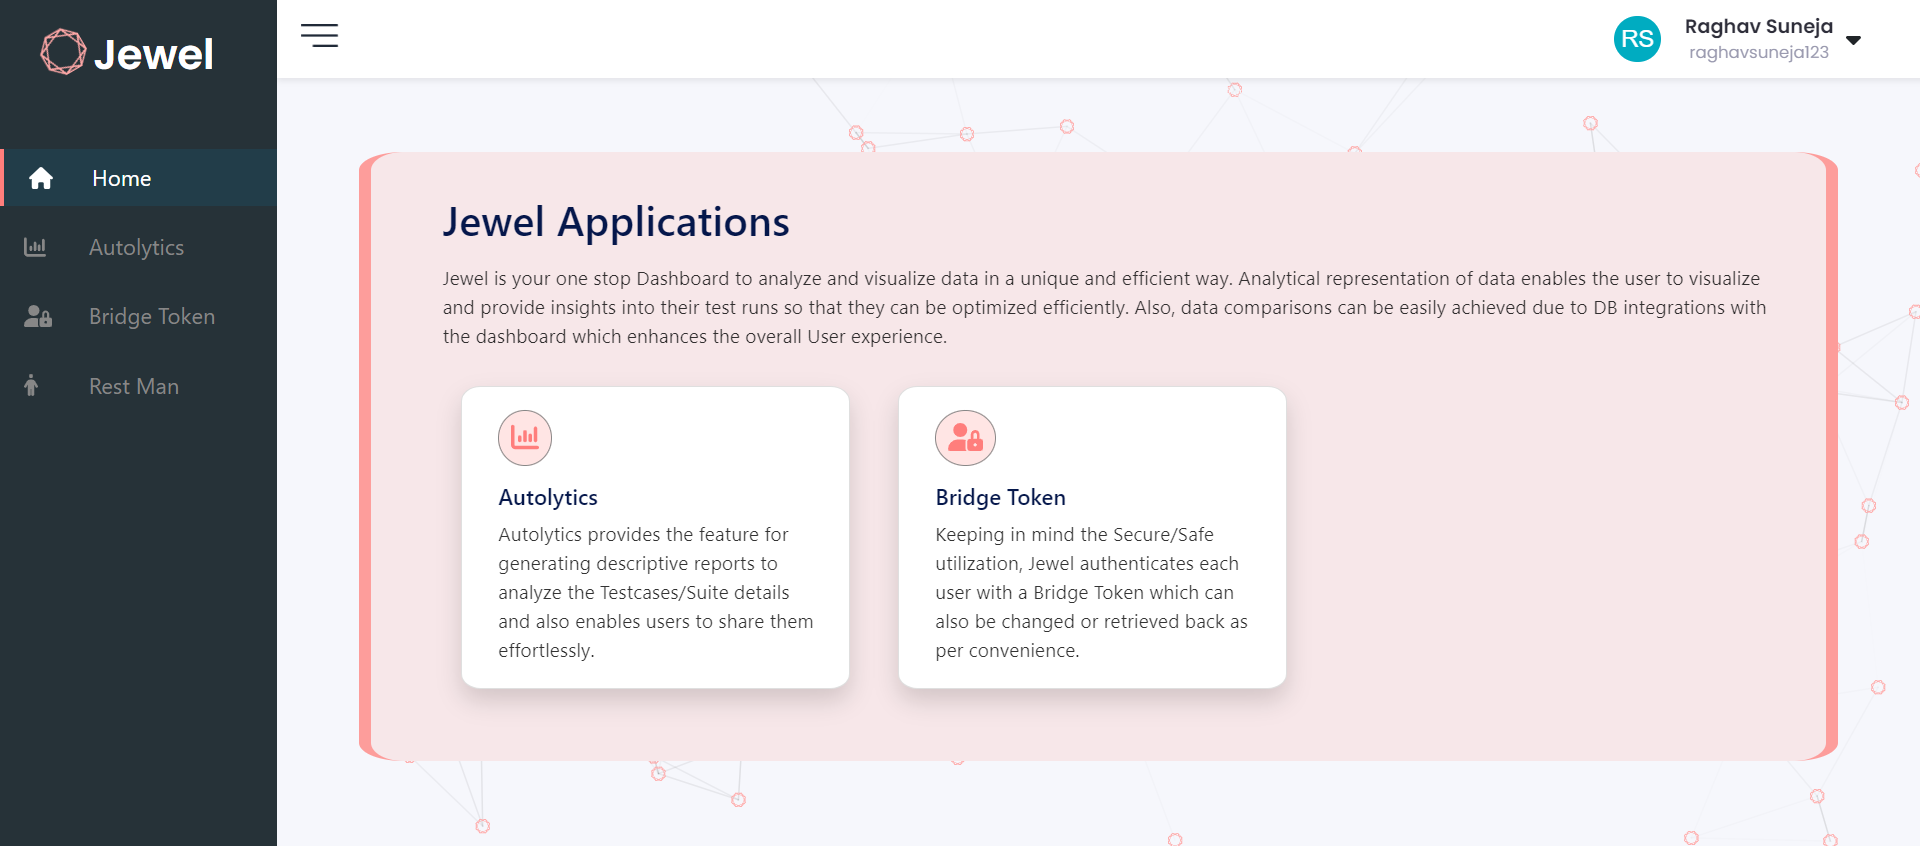 Jewel
Home
Autolytics
Bridge Token
Rest Man
RS
Raghav Suneja
raghavsuneja123
Jewel Applications
Jewel is your one stop Dashboard to analyze and visualize data in a unique and efficient way. Analytical representation of data enables the user to visualize
and provide insights into their test runs so that they can be optimized efficiently. Also, data comparisons can be easily achieved due to DB integrations with
the dashboard which enhances the overall User experience.
Autolytics
Autolytics provides the feature for
generating descriptive reports to
analyze the Testcases/Suite details
and also enables users to share them
effortlessly.
Bridge Token
Keeping in mind the Secure/Safe
utilization, Jewel authenticates each
user with a Bridge Token which can
also be changed or retrieved back as
per convenience.